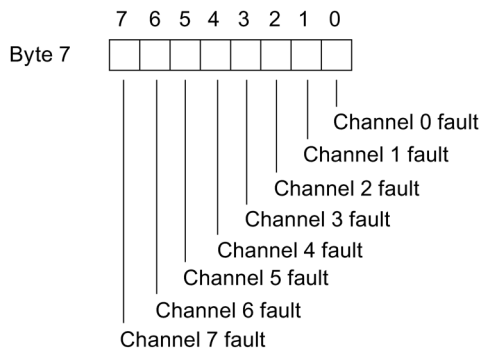 7 6 5 4 3 2 1 0
Byte 7
Channel 0 fault
Channel 1 fault
Channel 2 fault
Channel 3 fault
Channel 4 fault
Channel 5 fault
Channel 6 fault
Channel 7 fault